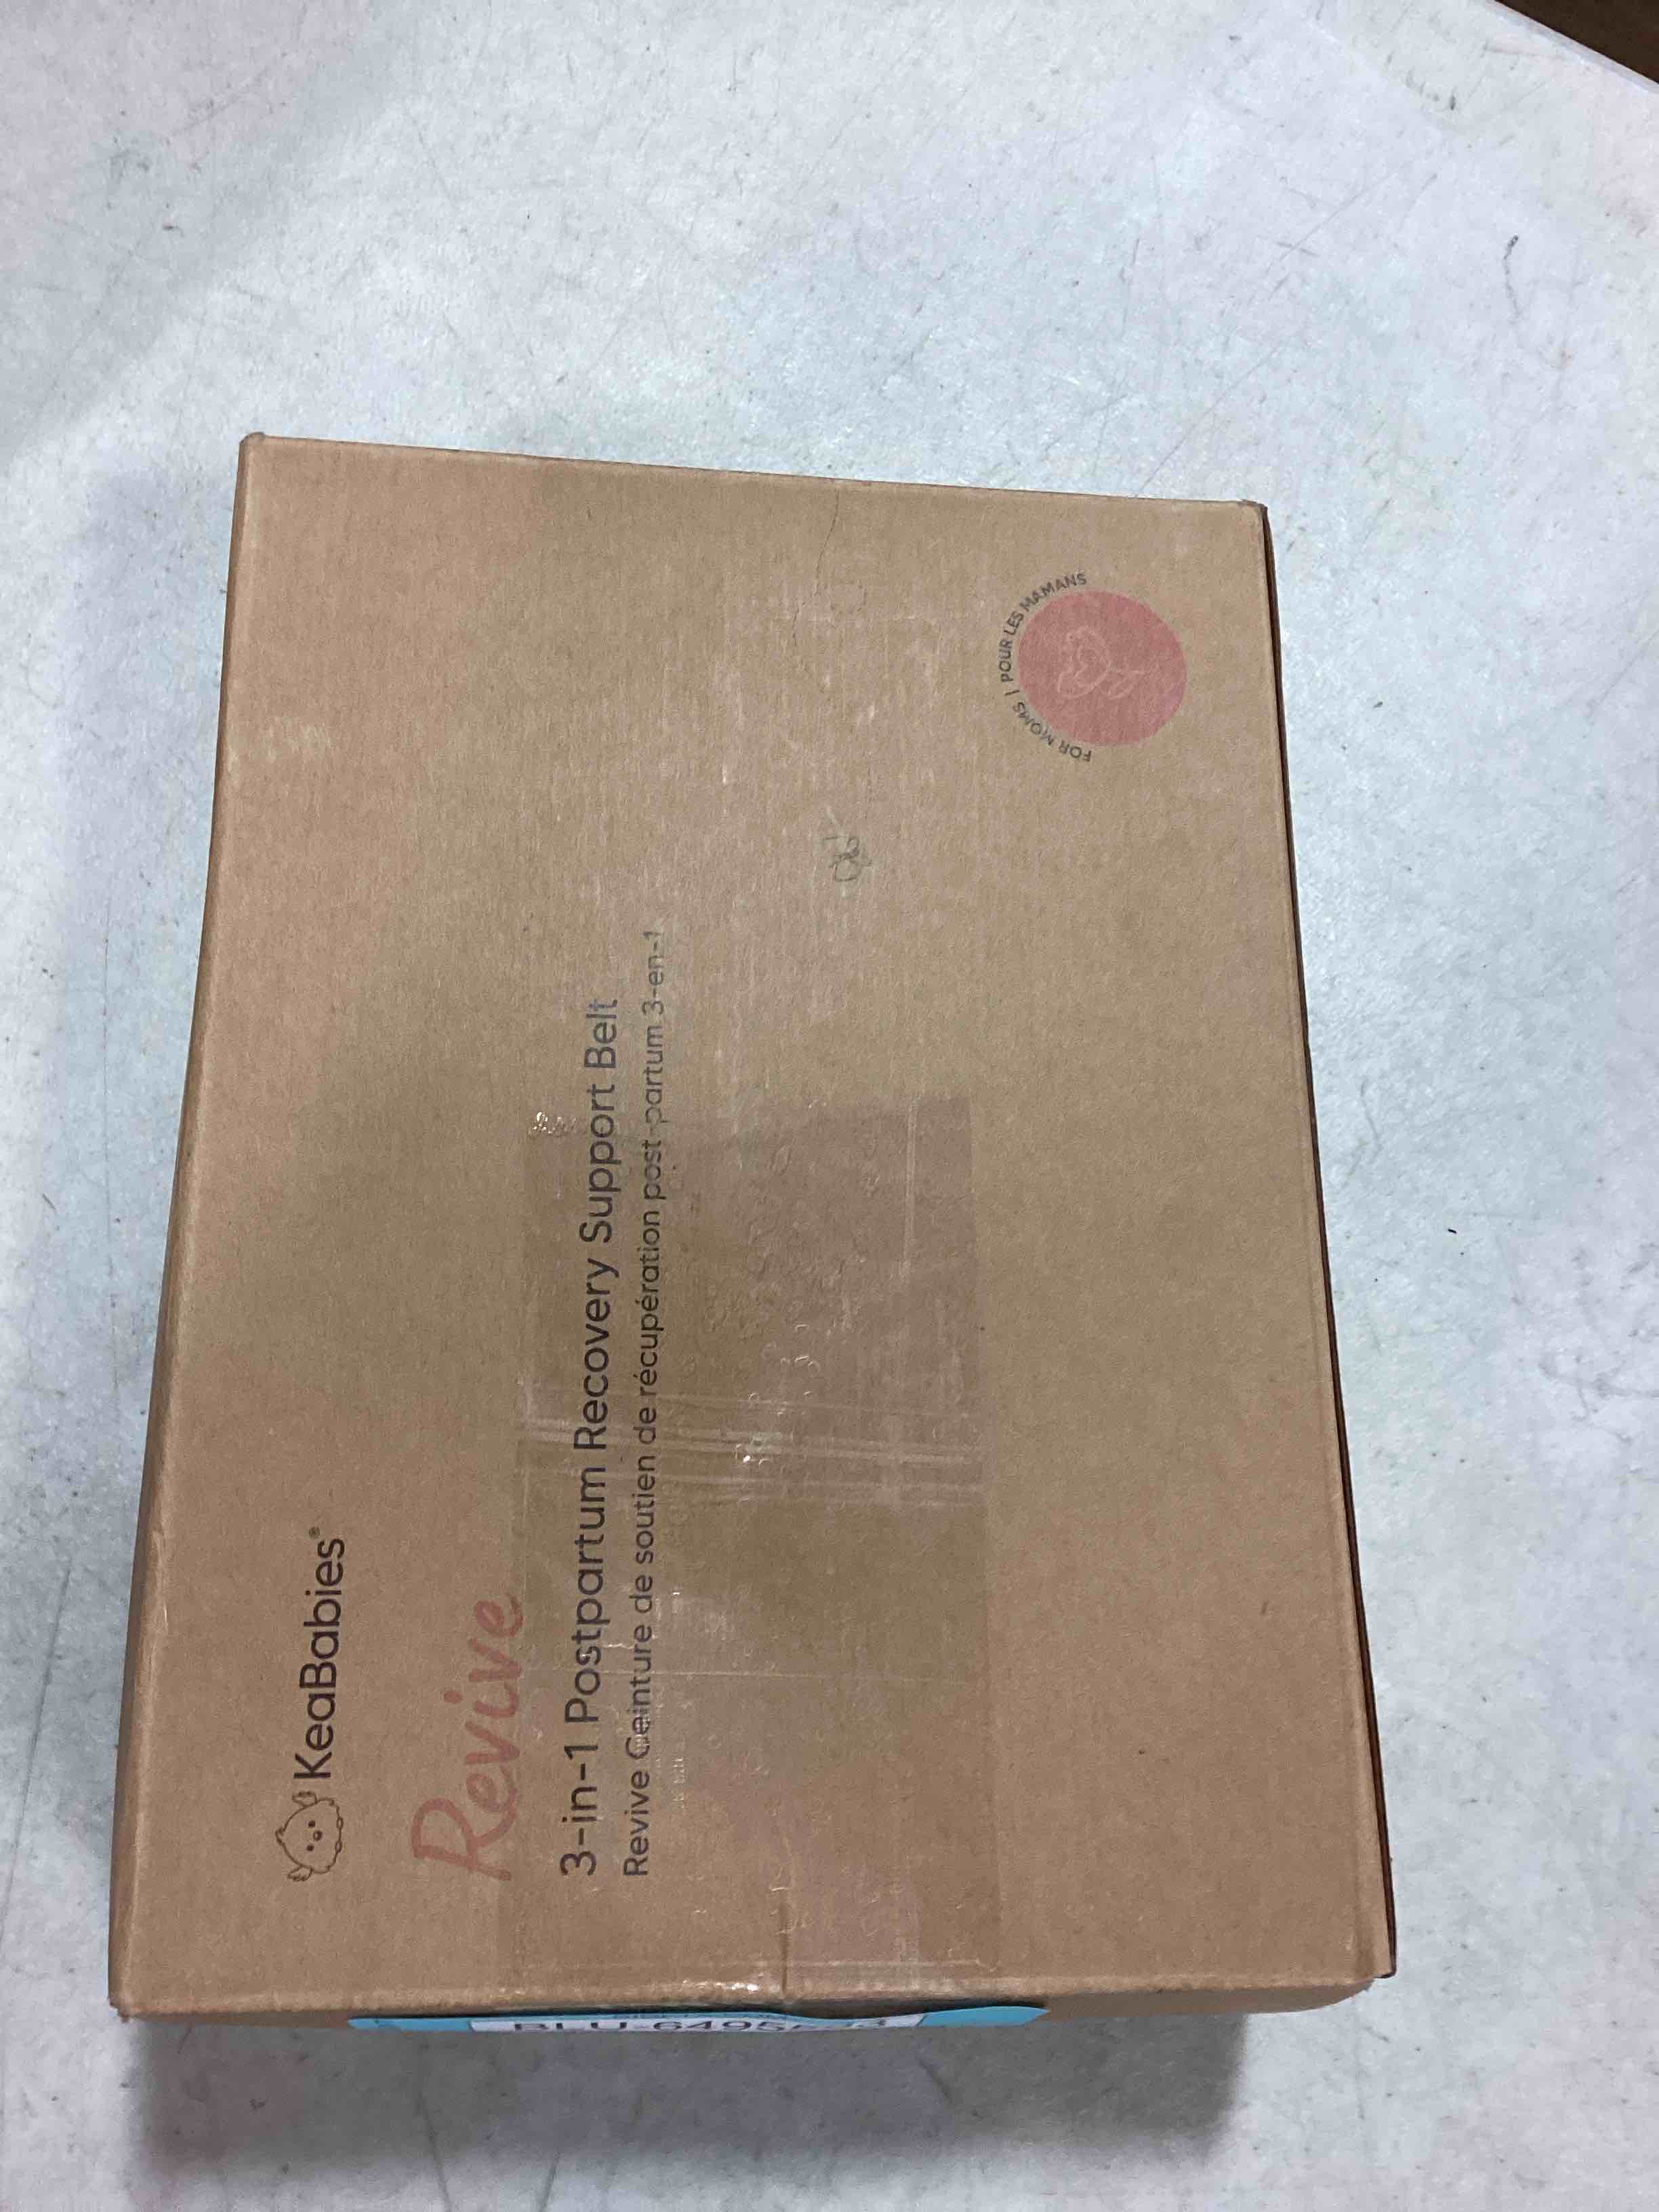 KeaBabies®
Revive
3-in-1 Postpartum Recovery Support Belt
Revive Ceinture de soutien de récupération post-partum 3-en-1
FOR MOMS | POUR LES MAMANS